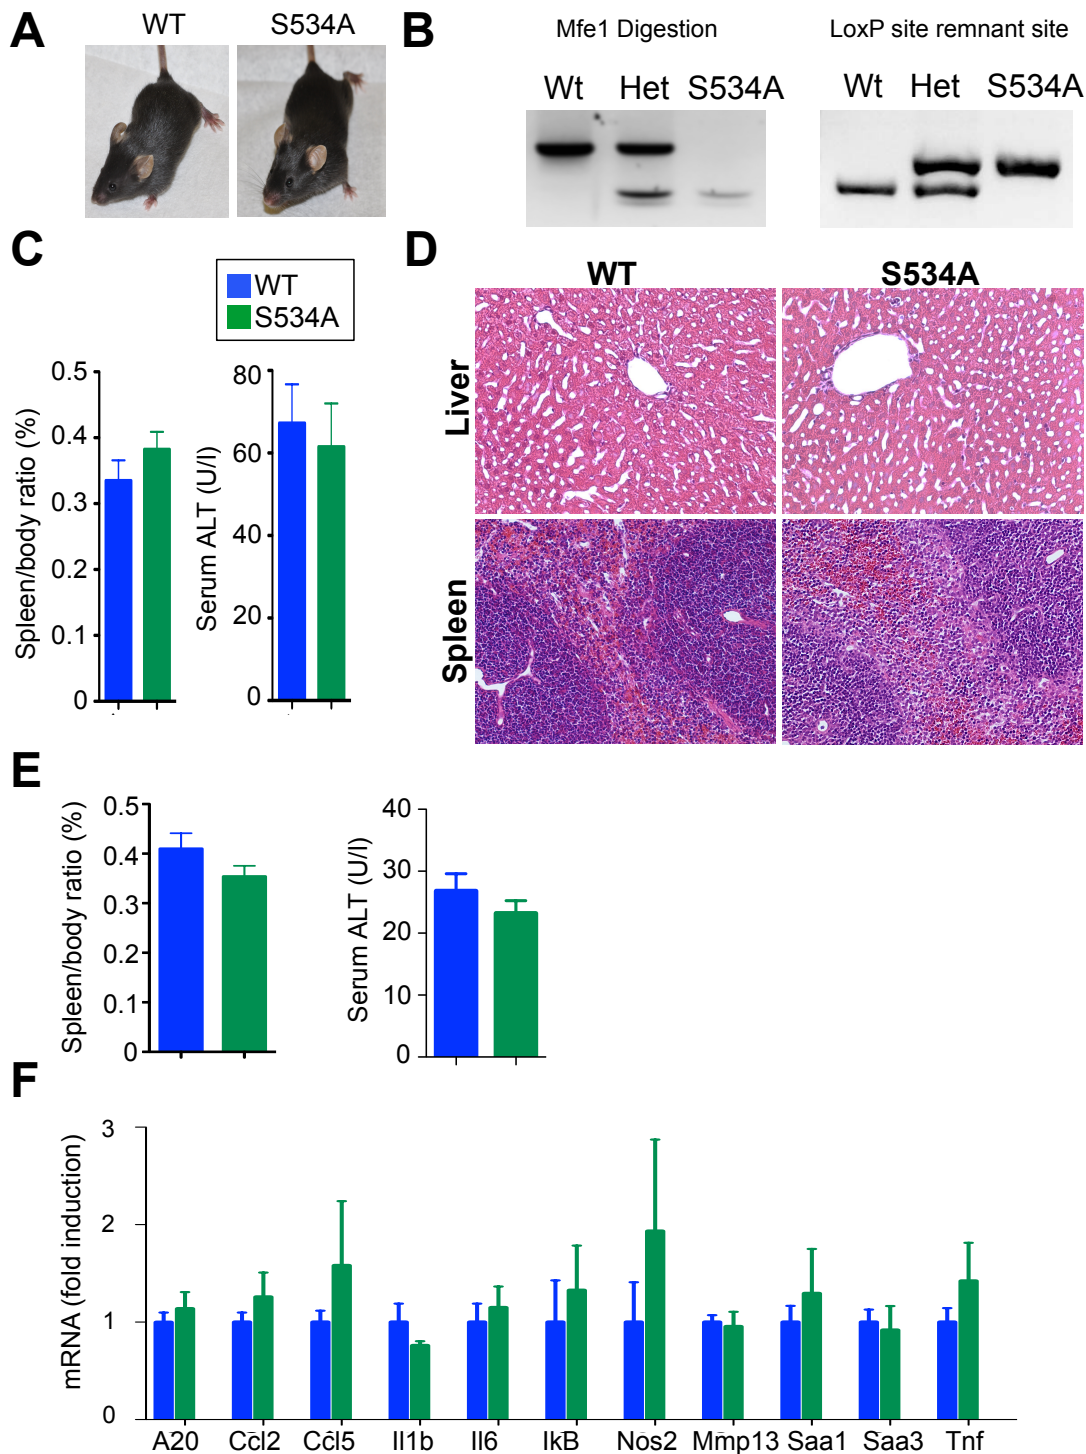 A
WT
S534A
B
Mfe1 Digestion
LoxP site remnant site
Wt
Het
S534A
Wt
Het
S534A
C
WT
S534A
Spleen/body ratio (%)
0.5
0.4
0.3
0.2
0.1
0
Serum ALT (U/l)
80
60
40
20
0
D
WT
S534A
Liver
Spleen
E
Spleen/body ratio (%)
0.5
0.4
0.3
0.2
0.1
0
Serum ALT (U/l)
40
30
20
10
0
F
mRNA (fold induction)
3
2
1
0
A20 Ccl2 Ccl5 Il1b Il6 IkB Nos2 Mmp13 Saa1 Saa3 Tnf